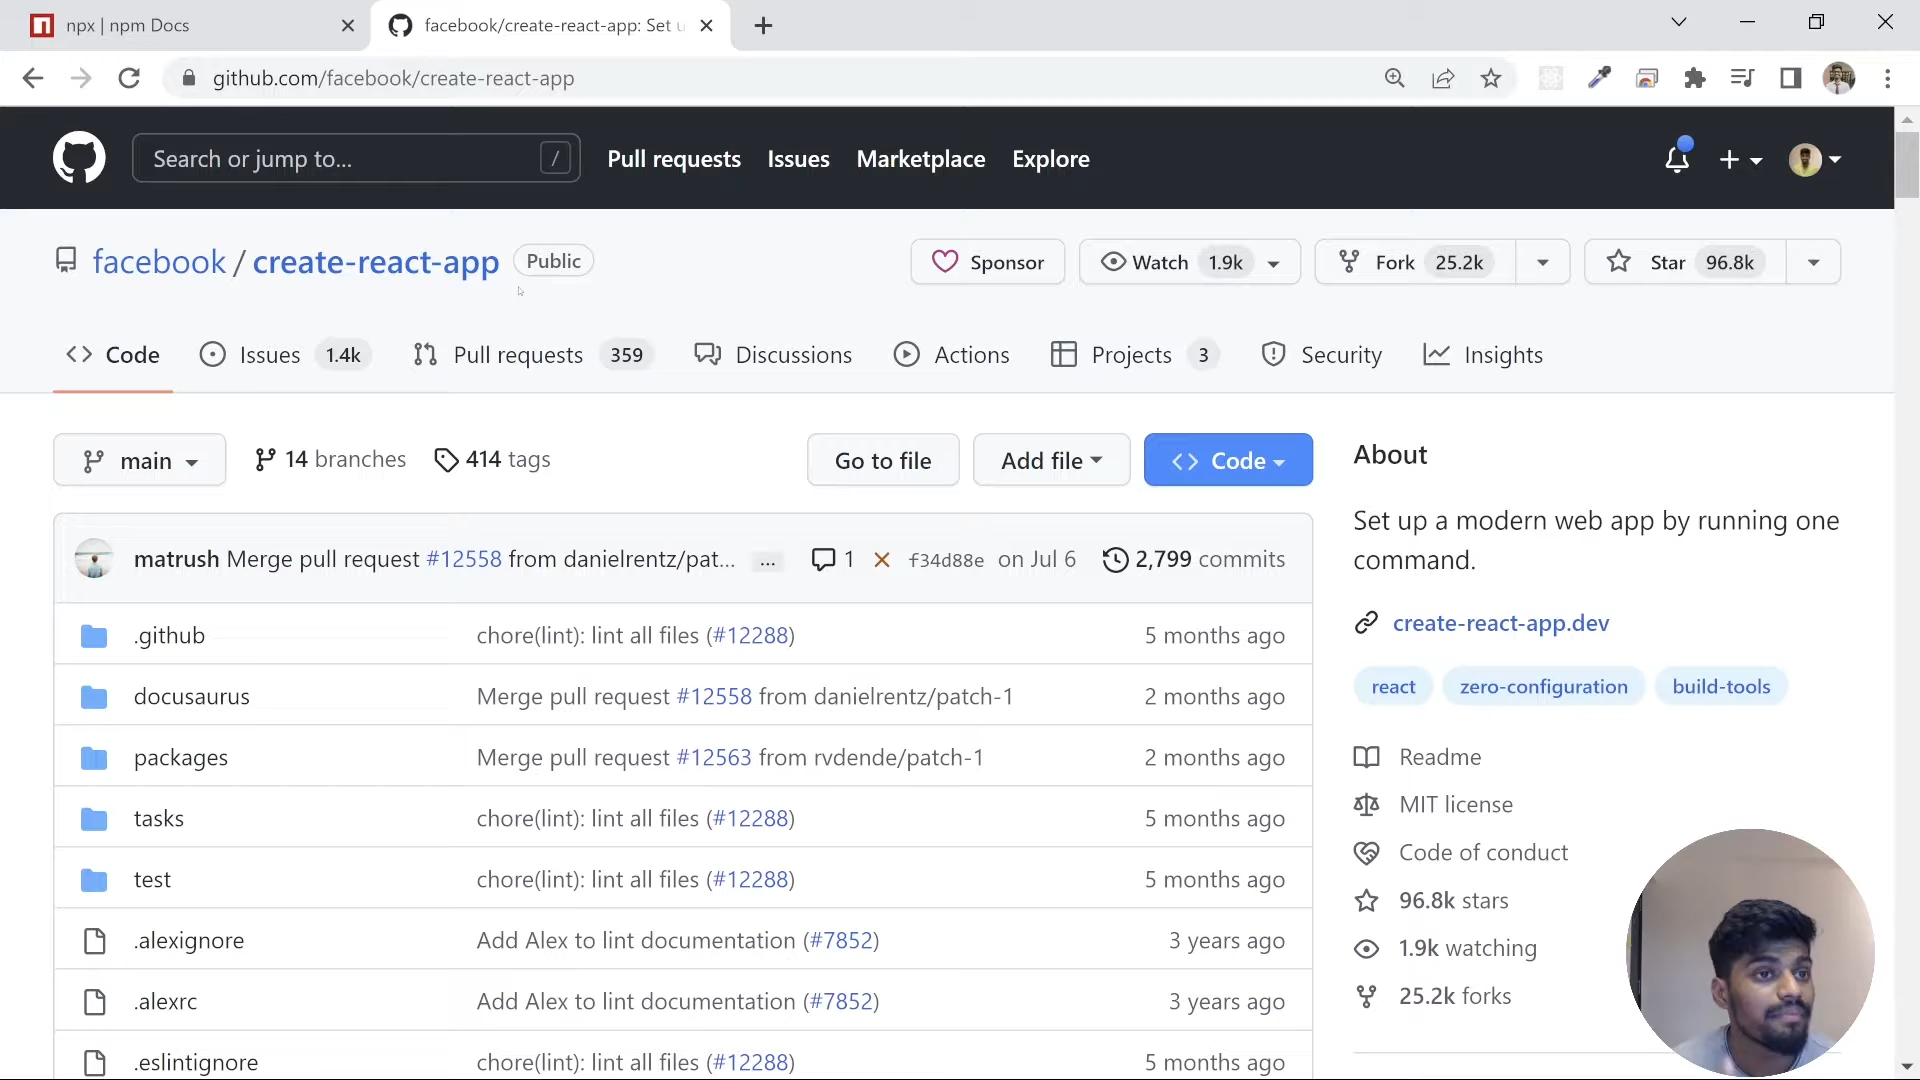 npx | npm Docs
facebook/create-react-app: Set u
github.com/facebook/create-react-app
Search or jump to... /
Pull requests Issues Marketplace Explore
facebook / create-react-app Public
Sponsor Watch 1.9k Fork 25.2k Star 96.8k
Code Issues 1.4k Pull requests 359 Discussions Actions Projects 3 Security Insights
main 14 branches 414 tags Go to file Add file Code
matrush Merge pull request #12558 from danielrentz/pat... ... 1 f34d88e on Jul 6 2,799 commits
.github chore(lint): lint all files (#12288) 5 months ago
docusaurus Merge pull request #12558 from danielrentz/patch-1 2 months ago
packages Merge pull request #12563 from rvdende/patch-1 2 months ago
tasks chore(lint): lint all files (#12288) 5 months ago
test chore(lint): lint all files (#12288) 5 months ago
.alexignore Add Alex to lint documentation (#7852) 3 years ago
.alexrc Add Alex to lint documentation (#7852) 3 years ago
.eslintignore chore(lint): lint all files (#12288) 5 months ago
About
Set up a modern web app by running one
command.
create-react-app.dev
react zero-configuration build-tools
Readme
MIT license
Code of conduct
96.8k stars
1.9k watching
25.2k forks